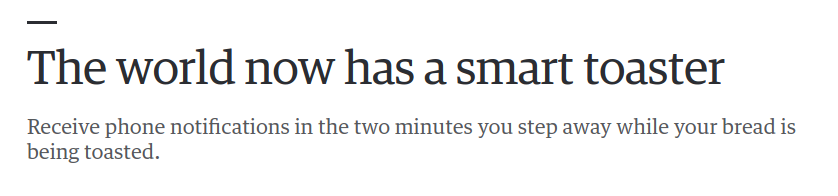 The world now has a smart toaster
Receive phone notifications in the two minutes you step away while your bread is
being toasted.